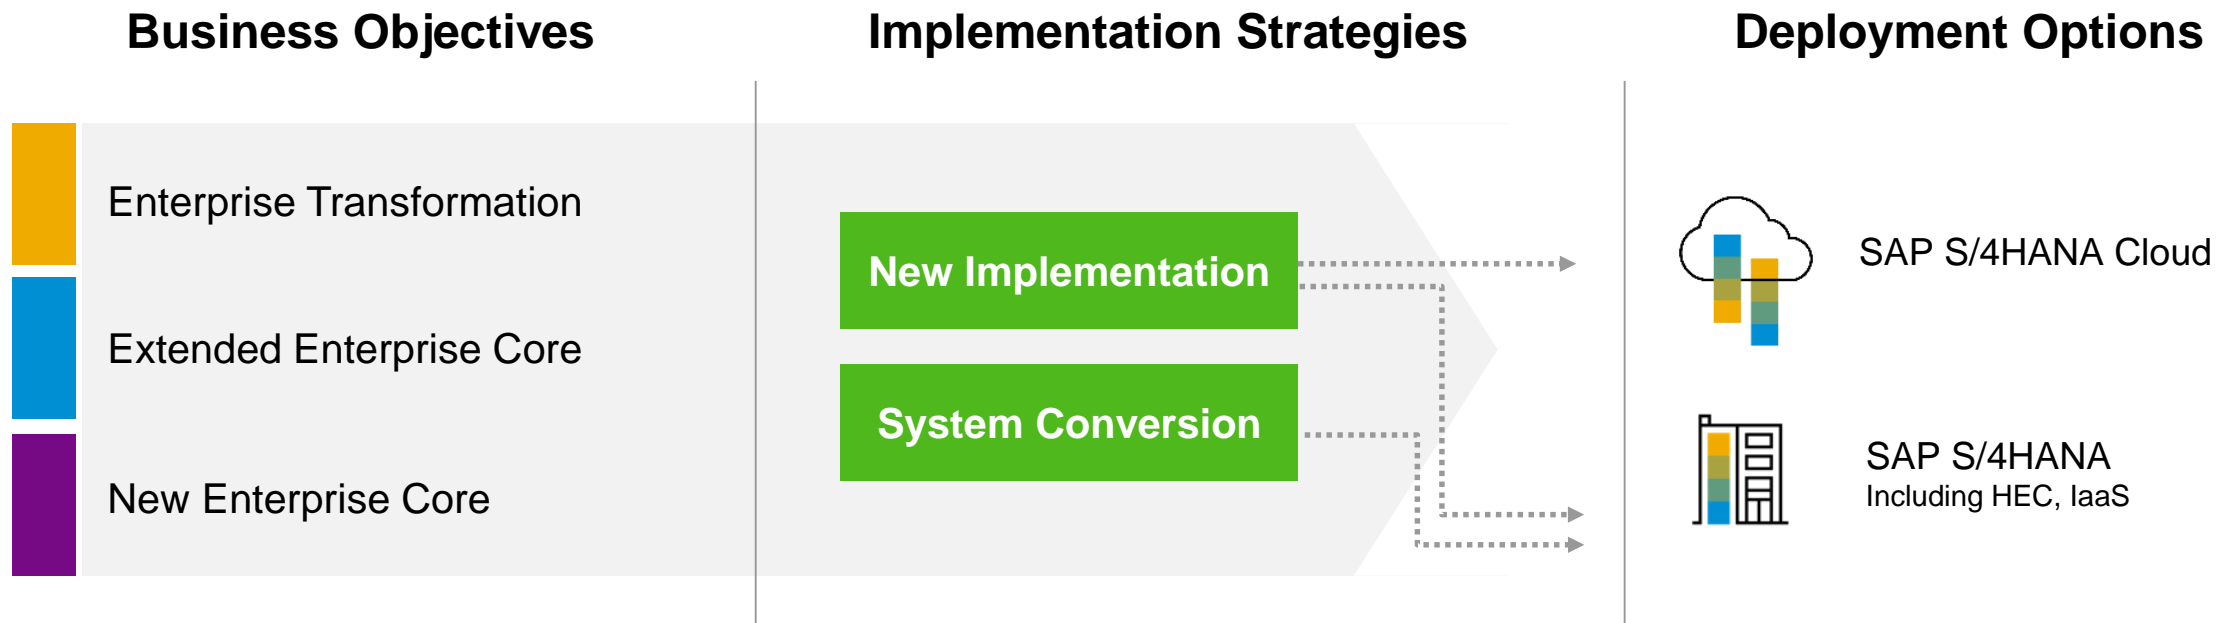 Business Objectives
Implementation Strategies
Deployment Options
Enterprise Transformation
Extended Enterprise Core
New Enterprise Core
New Implementation
System Conversion
SAP S/4HANA Cloud
SAP S/4HANA
Including HEC, IaaS